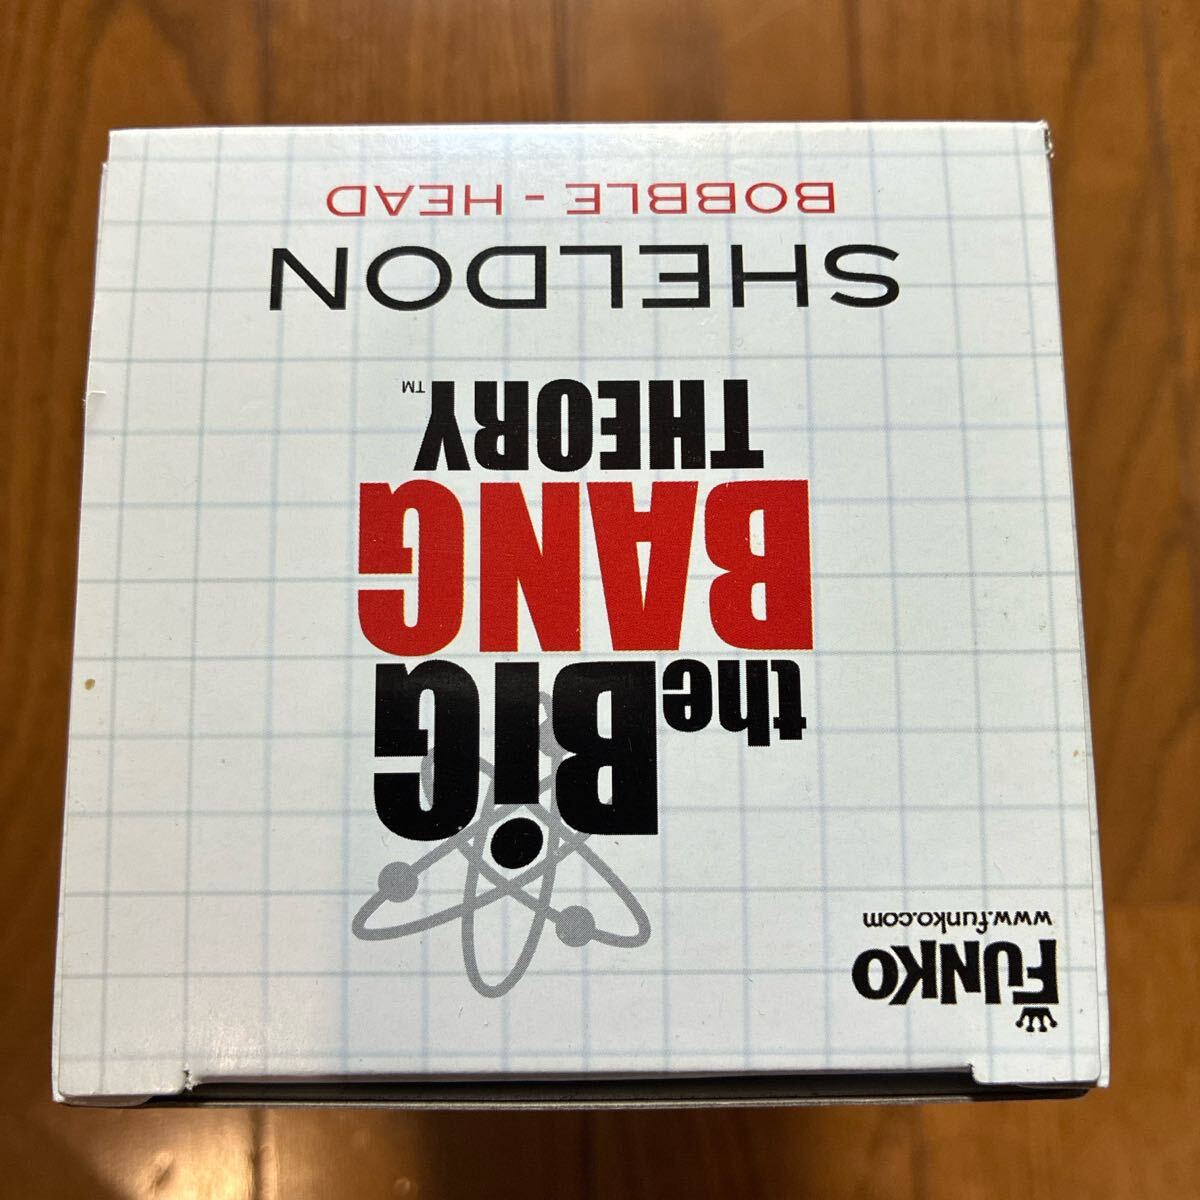 FUNKO
www.funko.com
the BIG
BANG
THEORY™
SHELDON
BOBBLE - HEAD